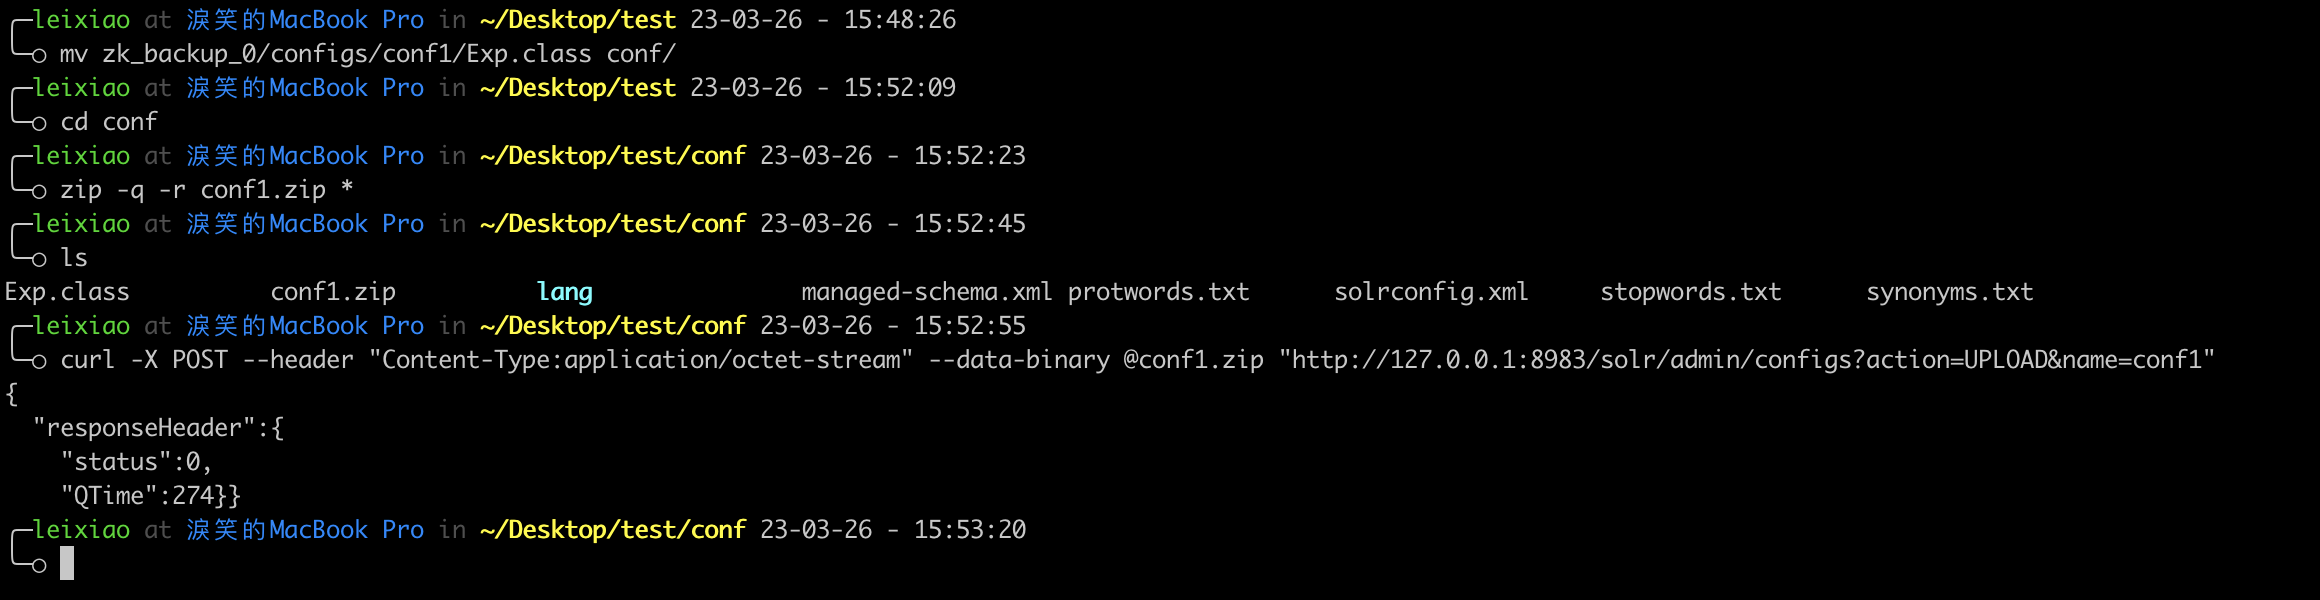 leixiao at 淚笑的MacBook Pro in ~/Desktop/test 23-03-26 - 15:48:26
mv zk_backup_0/configs/conf1/Exp.class conf/
leixiao at 淚笑的MacBook Pro in ~/Desktop/test 23-03-26 - 15:52:09
cd conf
leixiao at 淚笑的MacBook Pro in ~/Desktop/test/conf 23-03-26 - 15:52:23
zip -q -r conf1.zip *
leixiao at 淚笑的MacBook Pro in ~/Desktop/test/conf 23-03-26 - 15:52:45
ls
Exp.class conf1.zip lang managed-schema.xml protwords.txt solrconfig.xml stopwords.txt synonyms.txt
leixiao at 淚笑的MacBook Pro in ~/Desktop/test/conf 23-03-26 - 15:52:55
curl -X POST --header "Content-Type:application/octet-stream" --data-binary @conf1.zip "http://127.0.0.1:8983/solr/admin/configs?action=UPLOAD&name=conf1"
{
"responseHeader":{
"status":0,
"QTime":274}}
leixiao at 淚笑的MacBook Pro in ~/Desktop/test/conf 23-03-26 - 15:53:20